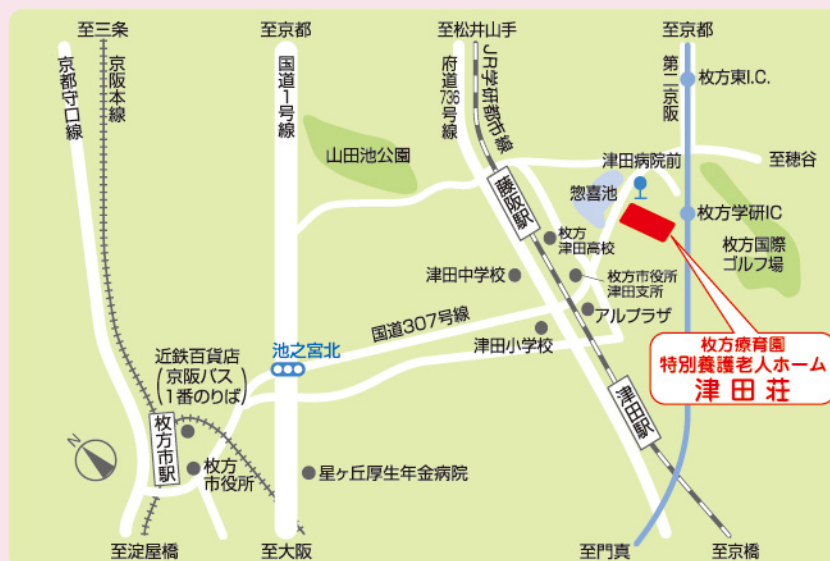 至三条
至京都
至松井山手
至京都
京都守口線
京阪本線
国道1号線
府道736号線
JR学研都市線
第二京阪
枚方東I.C.
山田池公園
津田病院前
至穂谷
惣喜池
藤阪駅
枚方学研IC
枚方
津田高校
枚方国際
ゴルフ場
津田中学校
枚方市役所
津田支所
アルプラザ
国道307号線
津田小学校
池之宮北
近鉄百貨店
(京阪バス
1番のりば)
枚方療育園
特別養護老人ホーム
津田荘
津田駅
枚方市駅
N
枚方
市役所
星ヶ丘厚生年金病院
至淀屋橋
至大阪
至門真
至京橋